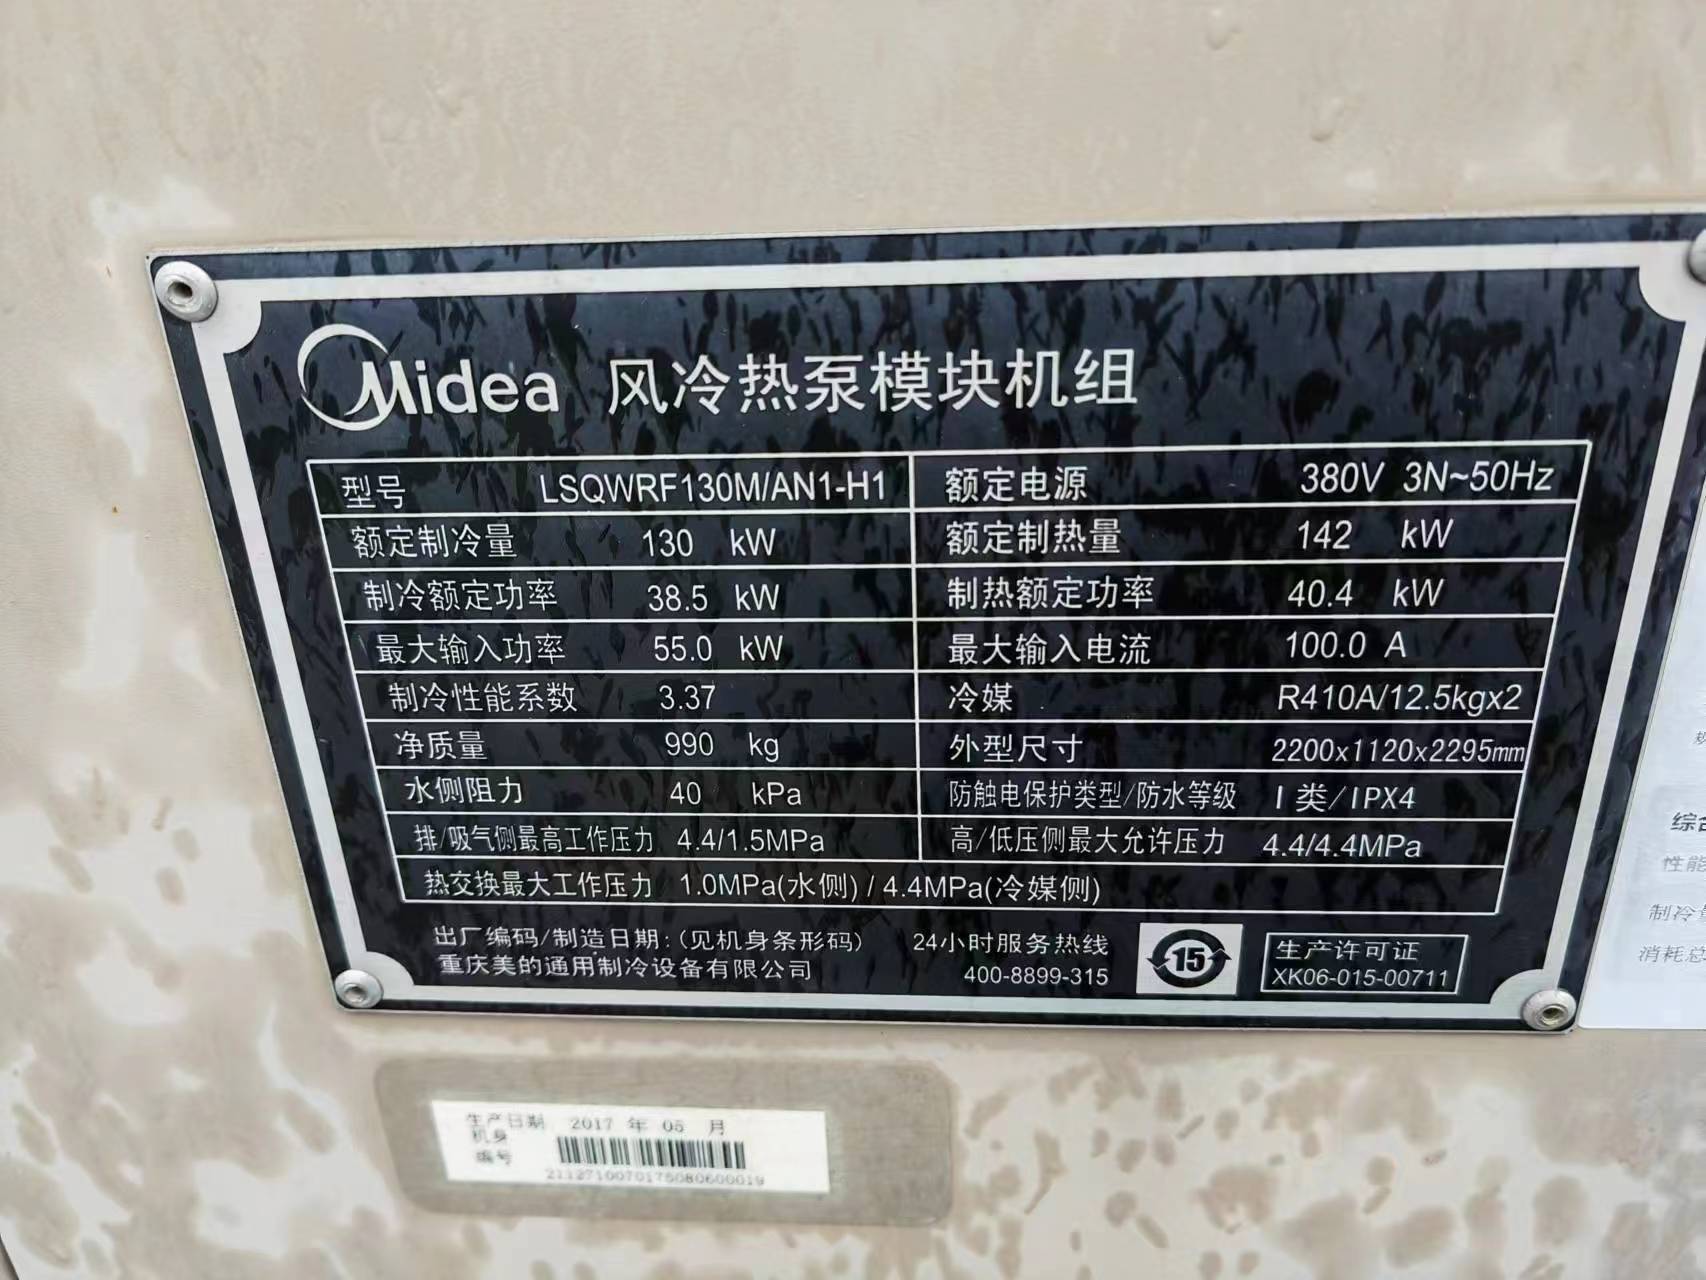 Midea 风冷热泵模块机组
型号 LSQWRF130M/AN1-H1 额定电源 380V 3N~50Hz
额定制冷量 130 kW 额定制热量 142 kW
制冷额定功率 38.5 kW 制热额定功率 40.4 kW
最大输入功率 55.0 kW 最大输入电流 100.0 A
制冷性能系数 3.37 冷媒 R410A/12.5kgx2
净质量 990 kg 外型尺寸 2200x1120x2295mm
水侧阻力 40 kPa 防触电保护类型/防水等级 I类/IPX4
排/吸气侧最高工作压力 4.4/1.5MPa 高/低压侧最大允许压力 4.4/4.4MPa
热交换最大工作压力 1.0MPa(水侧)/4.4MPa(冷媒侧)
出厂编码/制造日期:(见机身条形码) 24小时服务热线
重庆美的通用制冷设备有限公司 400-8899-315
15
生产许可证
XK06-015-00711
综合
性能
制冷量
消耗总
生产日期 2017 年 05 月
机身
编号
2112710070175080600019